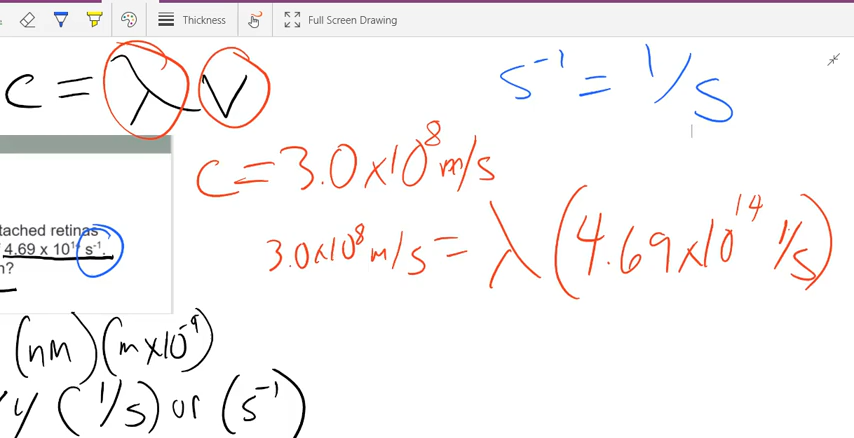 Thickness Full Screen Drawing
c = λν
s⁻¹ = 1/s
c = 3.0 x 10⁸ m/s
tached retinas
4.69 x 10¹⁴ s⁻¹.
?
3.0 x 10⁸ m/s = λ (4.69 x 10¹⁴ 1/s)
(nm) (m x 10⁻⁹)
y (1/s) or (s⁻¹)